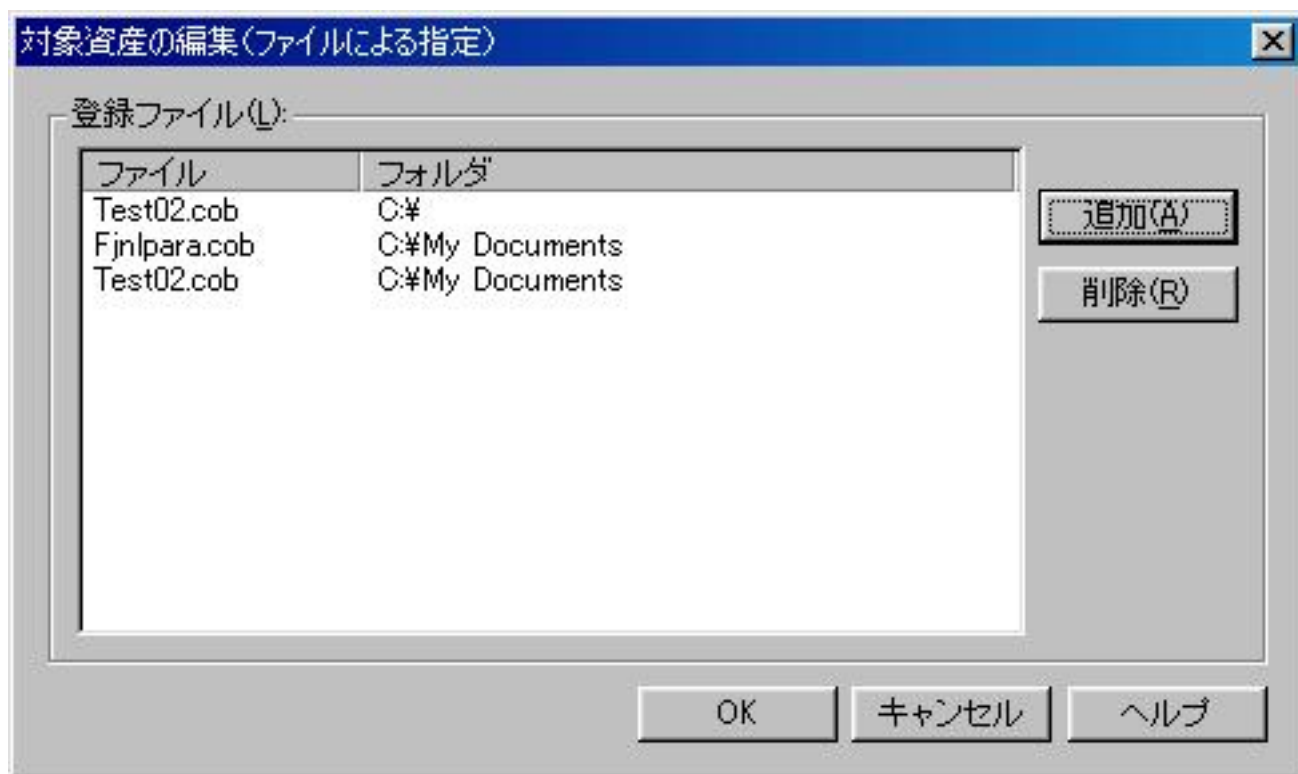 対象資産の編集(ファイルによる指定)
登録ファイル(L):
ファイル フォルダ
Test02.cob C:¥
Fjnlpara.cob C:¥My Documents
Test02.cob C:¥My Documents
追加(A)
削除(R)
OK キャンセル ヘルプ